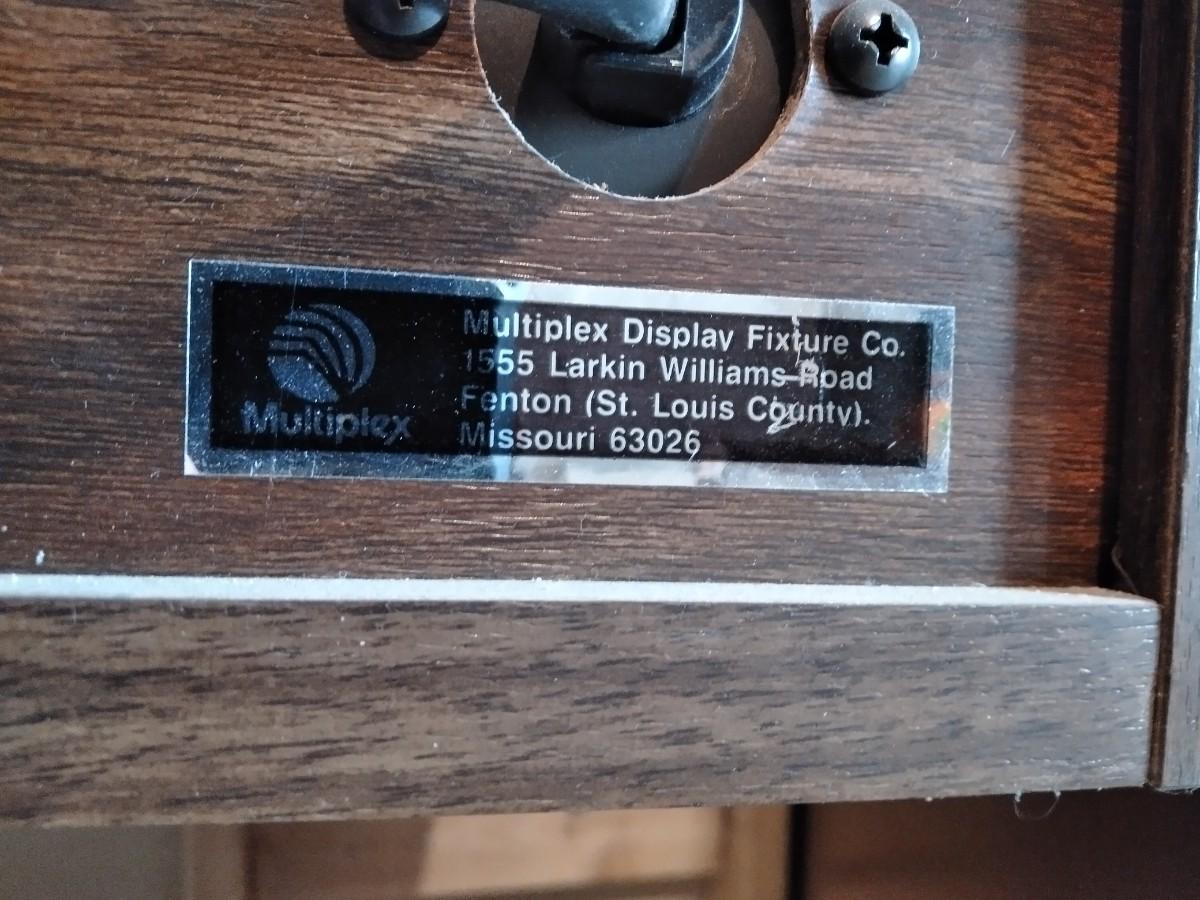 Multiplex
Multiplex Display Fixture Co.
1555 Larkin Williams Road
Fenton (St. Louis County).
Missouri 63026